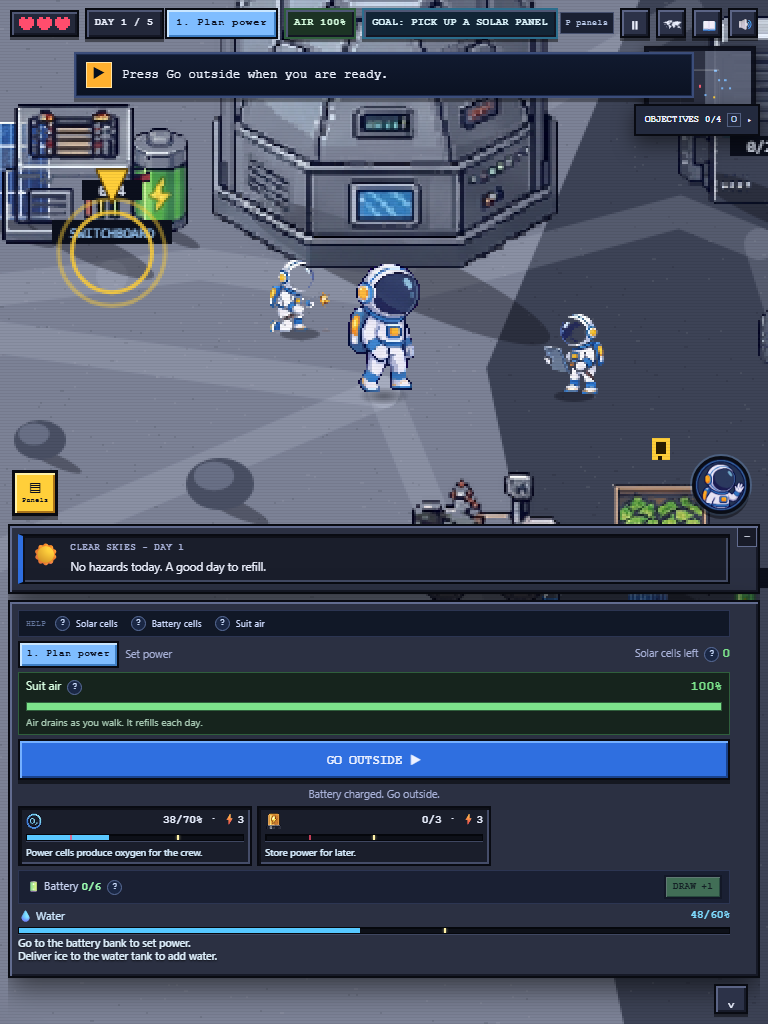 DAY 1 / 5
1. Plan power
AIR 100%
GOAL: PICK UP A SOLAR PANEL
P panels
Press Go outside when you are ready.
OBJECTIVES 0/4 O
SWITCHBOARD
Panels
CLEAR SKIES - DAY 1
No hazards today. A good day to refill.
HELP ? Solar cells ? Battery cells ? Suit air
1. Plan power Set power
Solar cells left ? 0
Suit air ?
100%
Air drains as you walk. It refills each day.
GO OUTSIDE
Battery charged. Go outside.
38/70% · 3
Power cells produce oxygen for the crew.
0/3 · 3
Store power for later.
Battery 0/6 ?
DRAW +1
Water
48/60%
Go to the battery bank to set power.
Deliver ice to the water tank to add water.
v